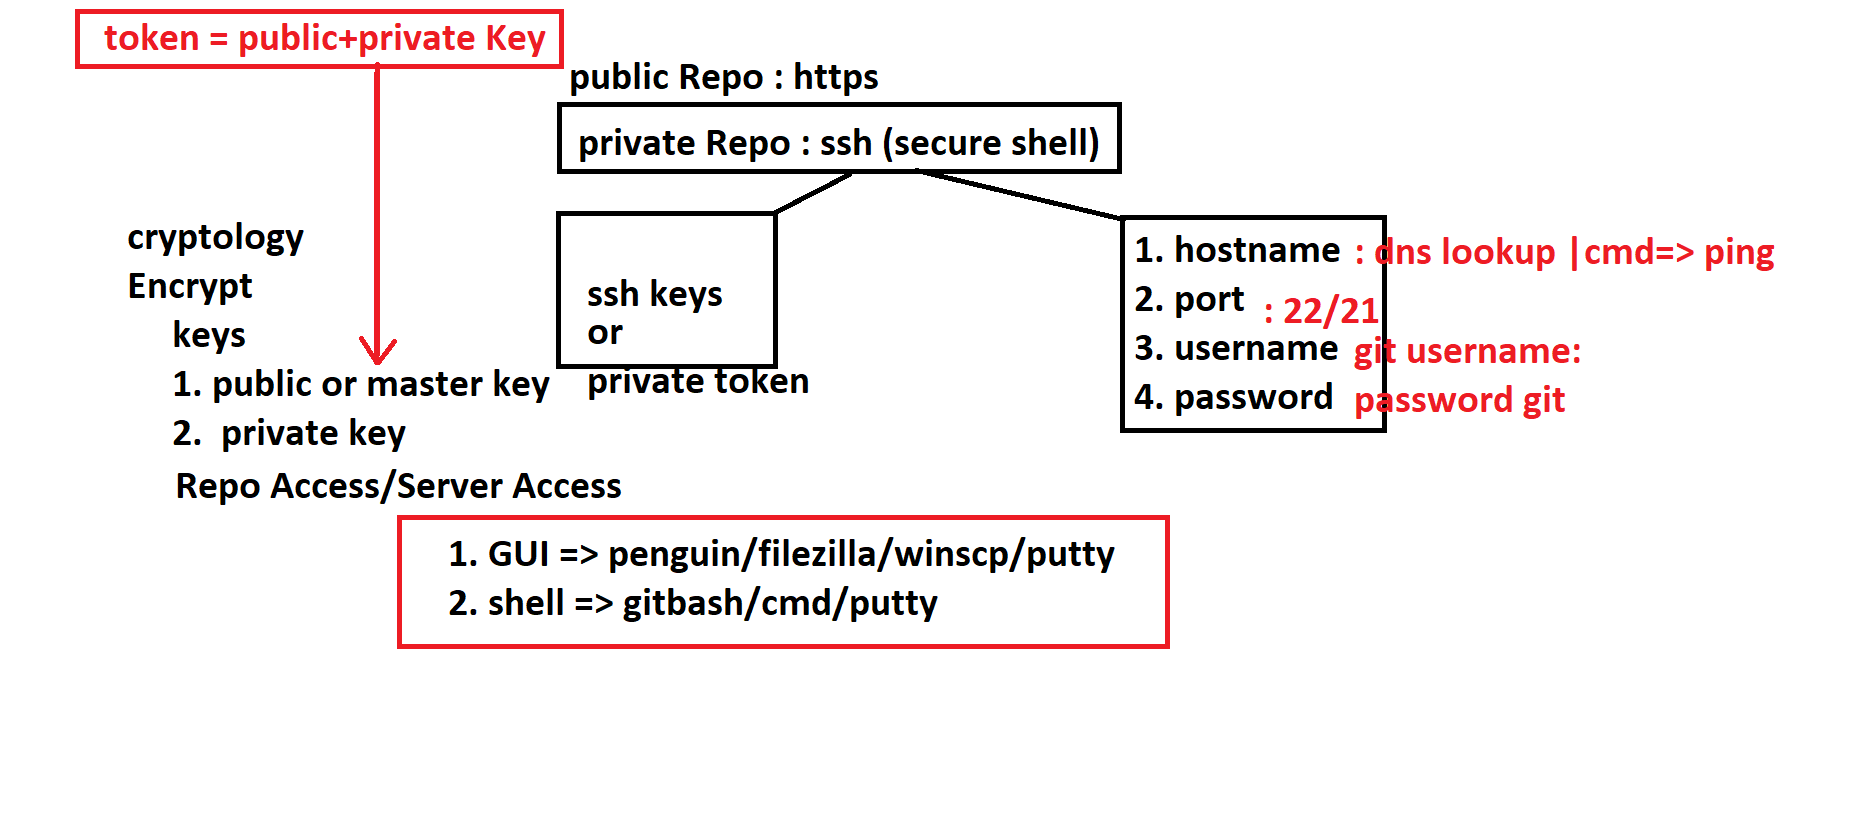 token = public+private Key
public Repo : https
private Repo : ssh (secure shell)
cryptology
Encrypt
keys
1. public or master key
2.  private key
Repo Access/Server Access
ssh keys
or
private token
1. hostname : dns lookup |cmd=> ping
2. port : 22/21
3. username git username:
4. password password git
1. GUI => penguin/filezilla/winscp/putty
2. shell => gitbash/cmd/putty